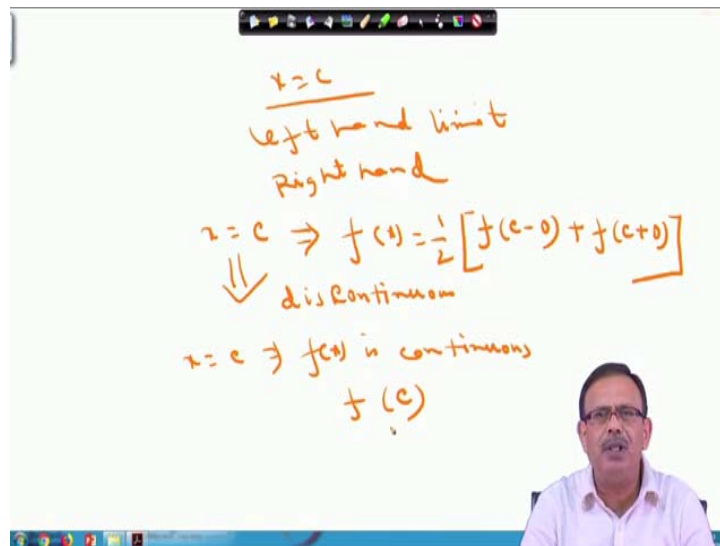 x = c
Left hand limit
Right hand
x = c ⇒ f(x) = 1/2 [f(c-0) + f(c+0)]
discontinuous
x = c ⇒ f(x) is continuous
f(c)